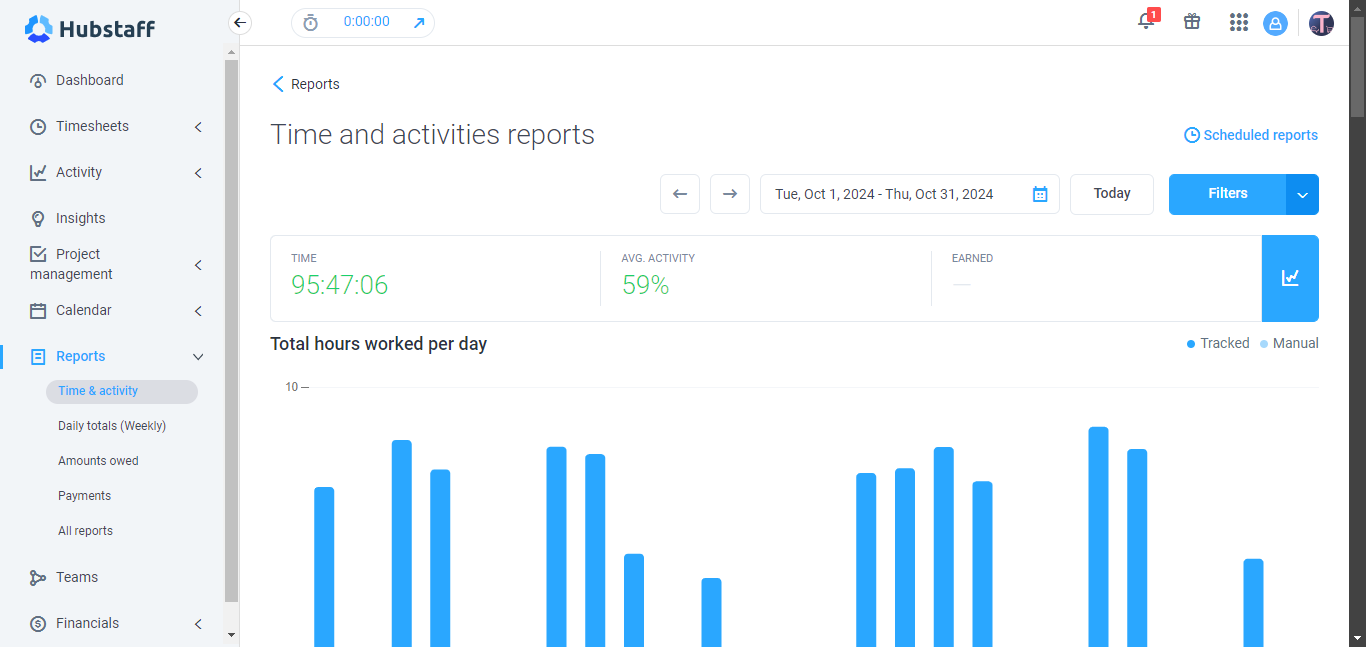 Hubstaff
0:00:00
1
Dashboard
Timesheets
Activity
Insights
Project
management
Calendar
Reports
Time & activity
Daily totals (Weekly)
Amounts owed
Payments
All reports
Teams
Financials
Reports
Time and activities reports
Scheduled reports
Tue, Oct 1, 2024 - Thu, Oct 31, 2024
Today
Filters
TIME
95:47:06
AVG. ACTIVITY
59%
EARNED
—
Total hours worked per day
Tracked
Manual
10